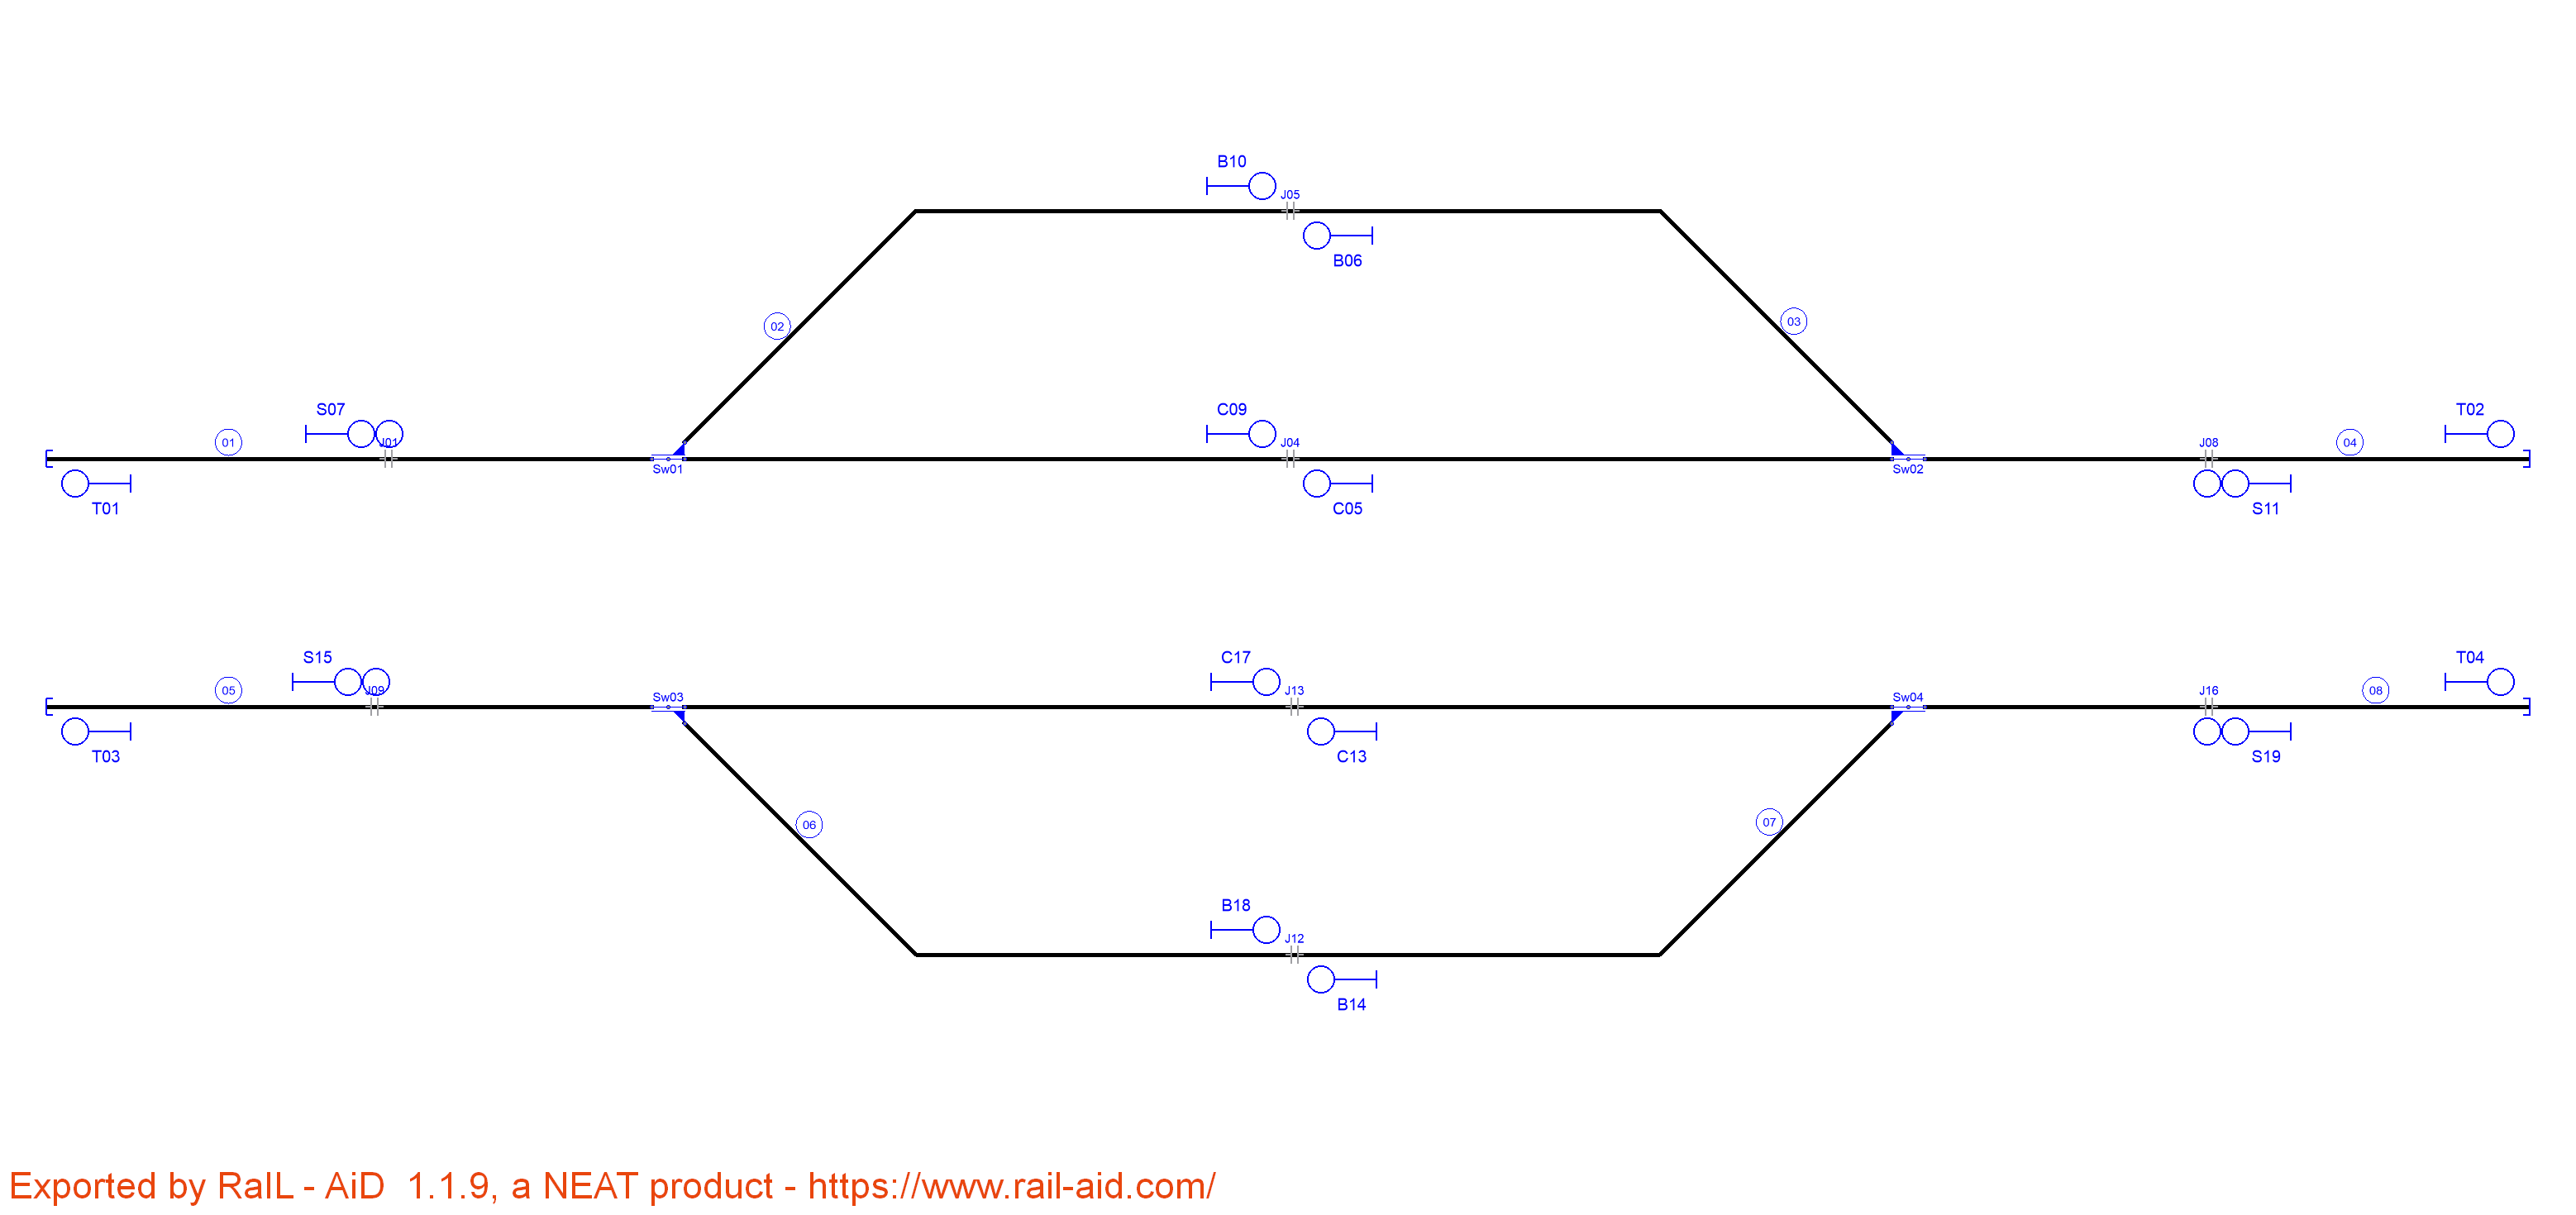 B10
J05
B06
02
03
S07
C09
T02
01
J01
J04
J08
04
Sw01
Sw02
T01
C05
S11
S15
C17
T04
05
J09
Sw03
J13
Sw04
J16
08
T03
C13
S19
06
07
B18
J12
B14
Exported by RaIL - AiD  1.1.9, a NEAT product - https://www.rail-aid.com/